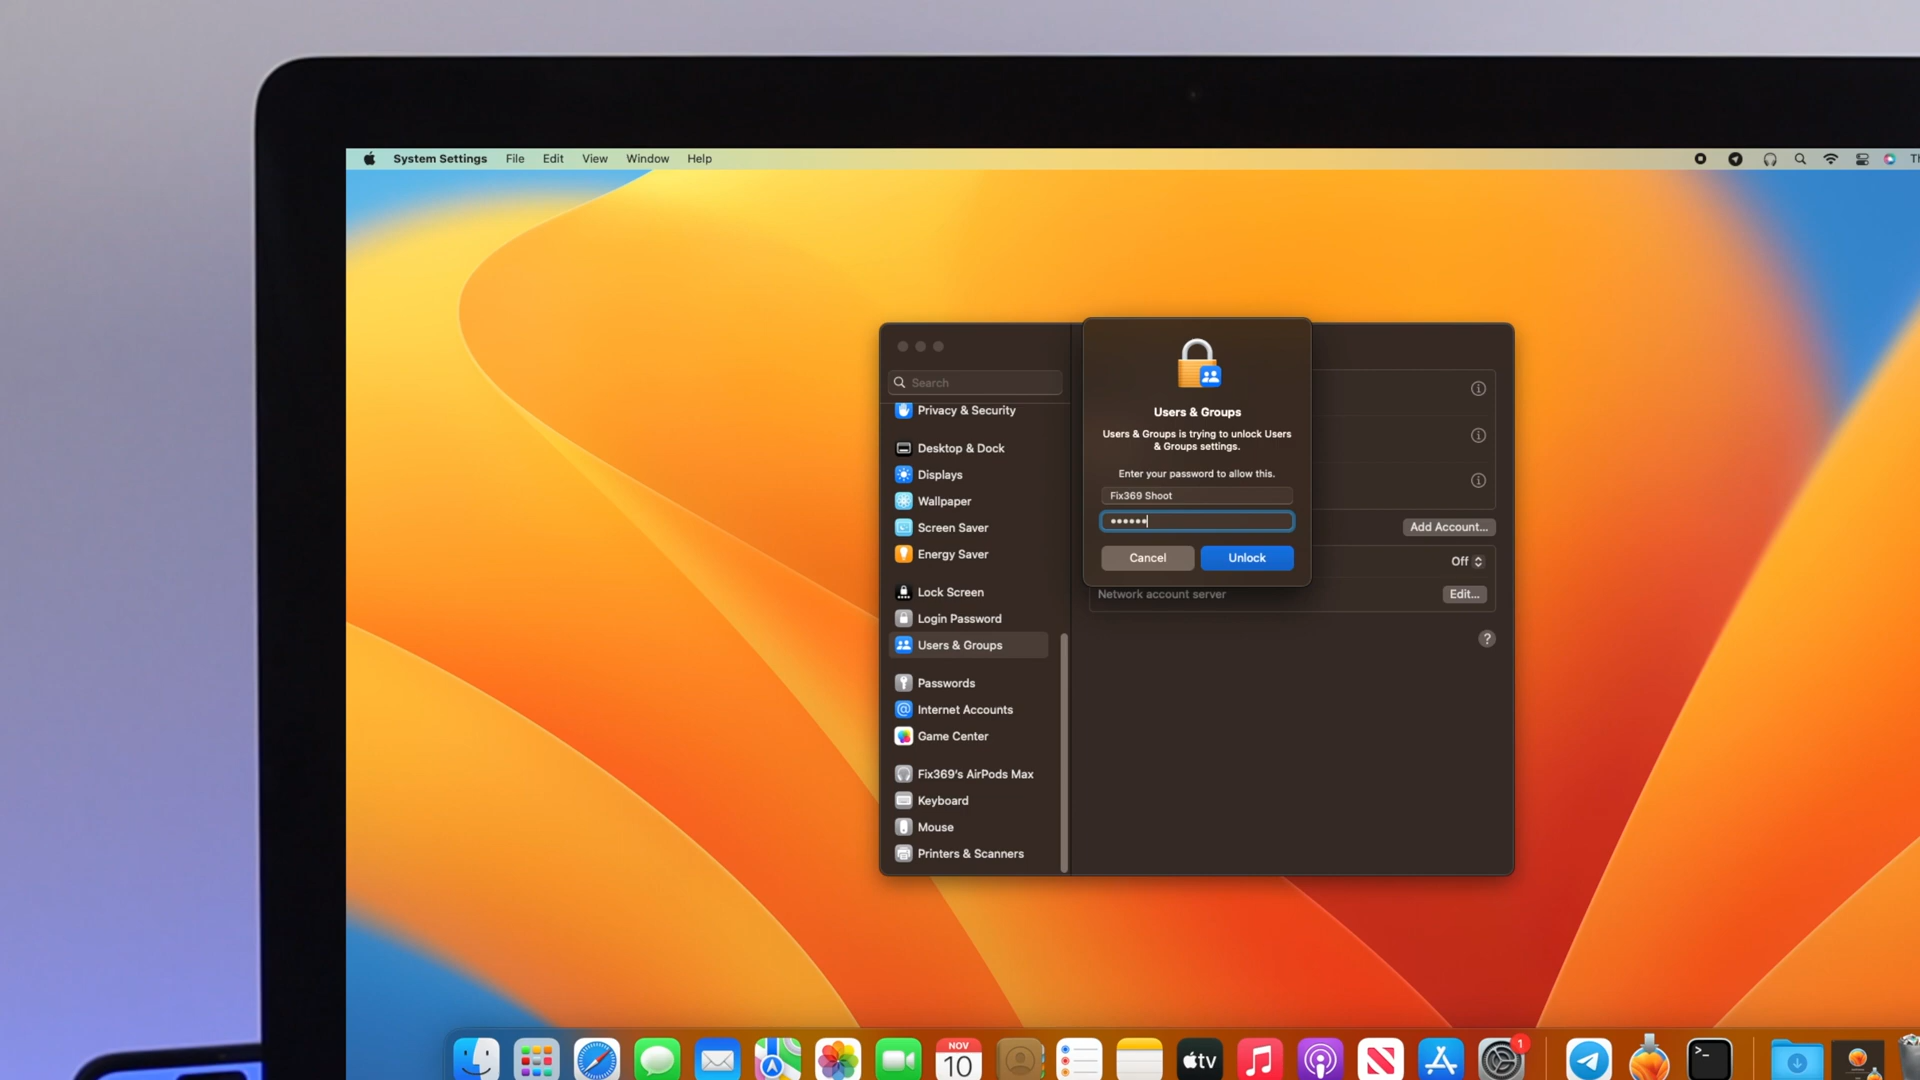 System Settings File Edit View Window Help
Search
Privacy & Security
Desktop & Dock
Displays
Wallpaper
Screen Saver
Energy Saver
Lock Screen
Login Password
Users & Groups
Passwords
Internet Accounts
Game Center
Fix369's AirPods Max
Keyboard
Mouse
Printers & Scanners
Users & Groups
Users & Groups is trying to unlock Users
& Groups settings.
Enter your password to allow this.
Fix369 Shoot
••••••
Cancel Unlock
Add Account...
Off
Network account server Edit...
?
NOV
10
tv
1
>_